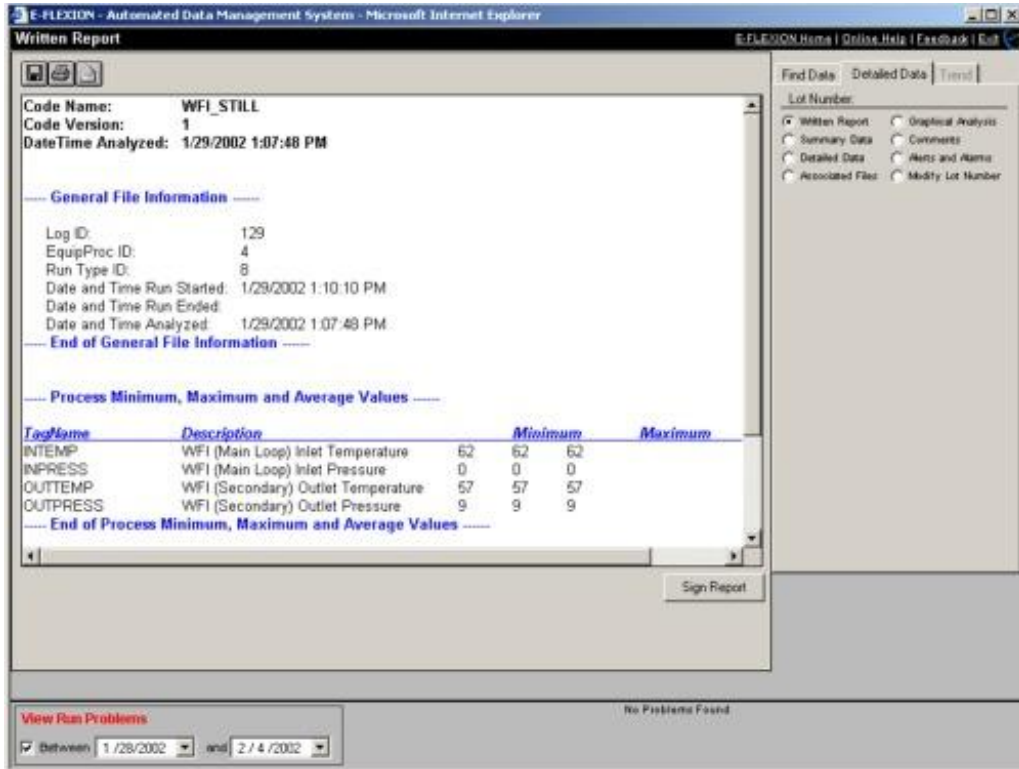 E-FLEXION - Automated Data Management System - Microsoft Internet Explorer
Written Report
E-FLEXION Home | Online Help | Feedback | Exit
Code Name: WFI_STILL
Code Version: 1
DateTime Analyzed: 1/29/2002 1:07:48 PM
----- General File Information ------
Log ID: 129
EquipProc ID: 4
Run Type ID: 8
Date and Time Run Started: 1/29/2002 1:10:10 PM
Date and Time Run Ended:
Date and Time Analyzed: 1/29/2002 1:07:48 PM
----- End of General File Information ------
----- Process Minimum, Maximum and Average Values ------
TagName Description Minimum Maximum
INTEMP WFI (Main Loop) Inlet Temperature 62 62 62
INPRESS WFI (Main Loop) Inlet Pressure 0 0 0
OUTTEMP WFI (Secondary) Outlet Temperature 57 57 57
OUTPRESS WFI (Secondary) Outlet Pressure 9 9 9
----- End of Process Minimum, Maximum and Average Values ------
Sign Report
Find Data Detailed Data Trend
Lot Number:
Written Report Graphical Analysis
Summary Data Comments
Detailed Data Alerts and Alarms
Associated Files Modify Lot Number
View Run Problems
Between 1/28/2002 and 2/4/2002
No Problems Found